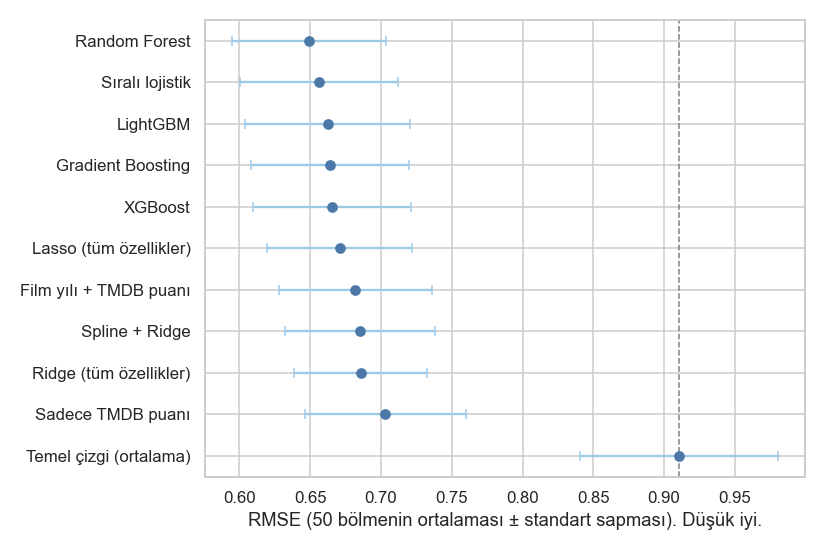 Random Forest
Sıralı lojistik
LightGBM
Gradient Boosting
XGBoost
Lasso (tüm özellikler)
Film yılı + TMDB puanı
Spline + Ridge
Ridge (tüm özellikler)
Sadece TMDB puanı
Temel çizgi (ortalama)
0.60 0.65 0.70 0.75 0.80 0.85 0.90 0.95
RMSE (50 bölmenin ortalaması ± standart sapması). Düşük iyi.